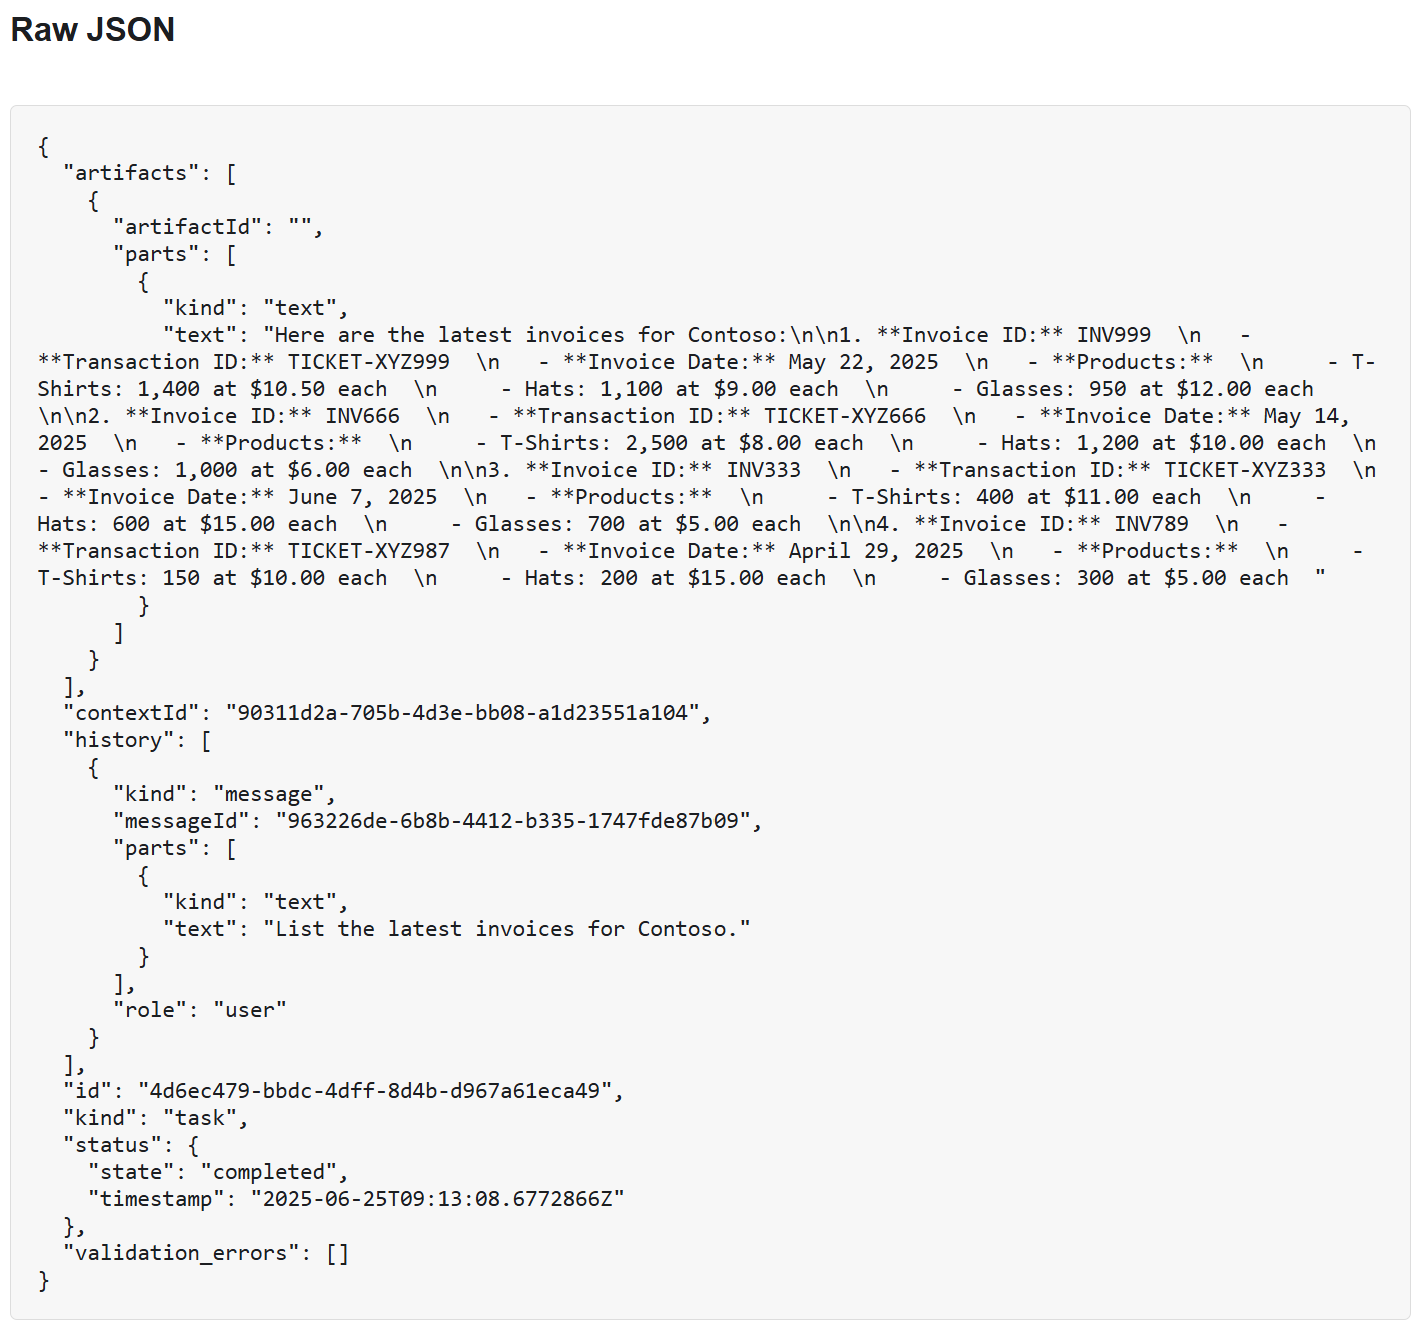 Raw JSON
{
  "artifacts": [
    {
      "artifactId": "",
      "parts": [
        {
          "kind": "text",
          "text": "Here are the latest invoices for Contoso:\n\n1. **Invoice ID:** INV999  \n   -
**Transaction ID:** TICKET-XYZ999  \n   - **Invoice Date:** May 22, 2025  \n   - **Products:**  \n     - T-
Shirts: 1,400 at $10.50 each  \n     - Hats: 1,100 at $9.00 each  \n     - Glasses: 950 at $12.00 each
\n\n2. **Invoice ID:** INV666  \n   - **Transaction ID:** TICKET-XYZ666  \n   - **Invoice Date:** May 14,
2025  \n   - **Products:**  \n     - T-Shirts: 2,500 at $8.00 each  \n     - Hats: 1,200 at $10.00 each  \n
- Glasses: 1,000 at $6.00 each  \n\n3. **Invoice ID:** INV333  \n   - **Transaction ID:** TICKET-XYZ333  \n
- **Invoice Date:** June 7, 2025  \n   - **Products:**  \n     - T-Shirts: 400 at $11.00 each  \n     -
Hats: 600 at $15.00 each  \n     - Glasses: 700 at $5.00 each  \n\n4. **Invoice ID:** INV789  \n   -
**Transaction ID:** TICKET-XYZ987  \n   - **Invoice Date:** April 29, 2025  \n   - **Products:**  \n     -
T-Shirts: 150 at $10.00 each  \n     - Hats: 200 at $15.00 each  \n     - Glasses: 300 at $5.00 each  "
        }
      ]
    }
  ],
  "contextId": "90311d2a-705b-4d3e-bb08-a1d23551a104",
  "history": [
    {
      "kind": "message",
      "messageId": "963226de-6b8b-4412-b335-1747fde87b09",
      "parts": [
        {
          "kind": "text",
          "text": "List the latest invoices for Contoso."
        }
      ],
      "role": "user"
    }
  ],
  "id": "4d6ec479-bbdc-4dff-8d4b-d967a61eca49",
  "kind": "task",
  "status": {
    "state": "completed",
    "timestamp": "2025-06-25T09:13:08.6772866Z"
  },
  "validation_errors": []
}